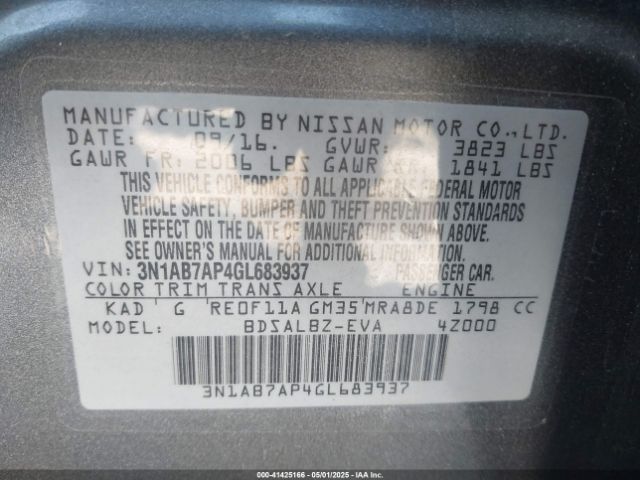 MANUFACTURED BY NISSAN MOTOR CO., LTD.
DATE: 09/16. GVWR: 3823 LBS
GAWR FR: 2006 LBS GAWR RR: 1841 LBS
THIS VEHICLE CONFORMS TO ALL APPLICABLE FEDERAL MOTOR
VEHICLE SAFETY, BUMPER AND THEFT PREVENTION STANDARDS
IN EFFECT ON THE DATE OF MANUFACTURE SHOWN ABOVE.
SEE OWNER'S MANUAL FOR ADDITIONAL INFORMATION.
VIN: 3N1AB7AP4GL683937 PASSENGER CAR.
COLOR TRIM TRANS AXLE ENGINE
KAD G RE0F11A GM35 MRA8DE 1798 CC
MODEL: BDSALBZ-EVA 4Z000
3N1AB7AP4GL683937
000-41425166 - 05/01/2025 - IAA Inc.